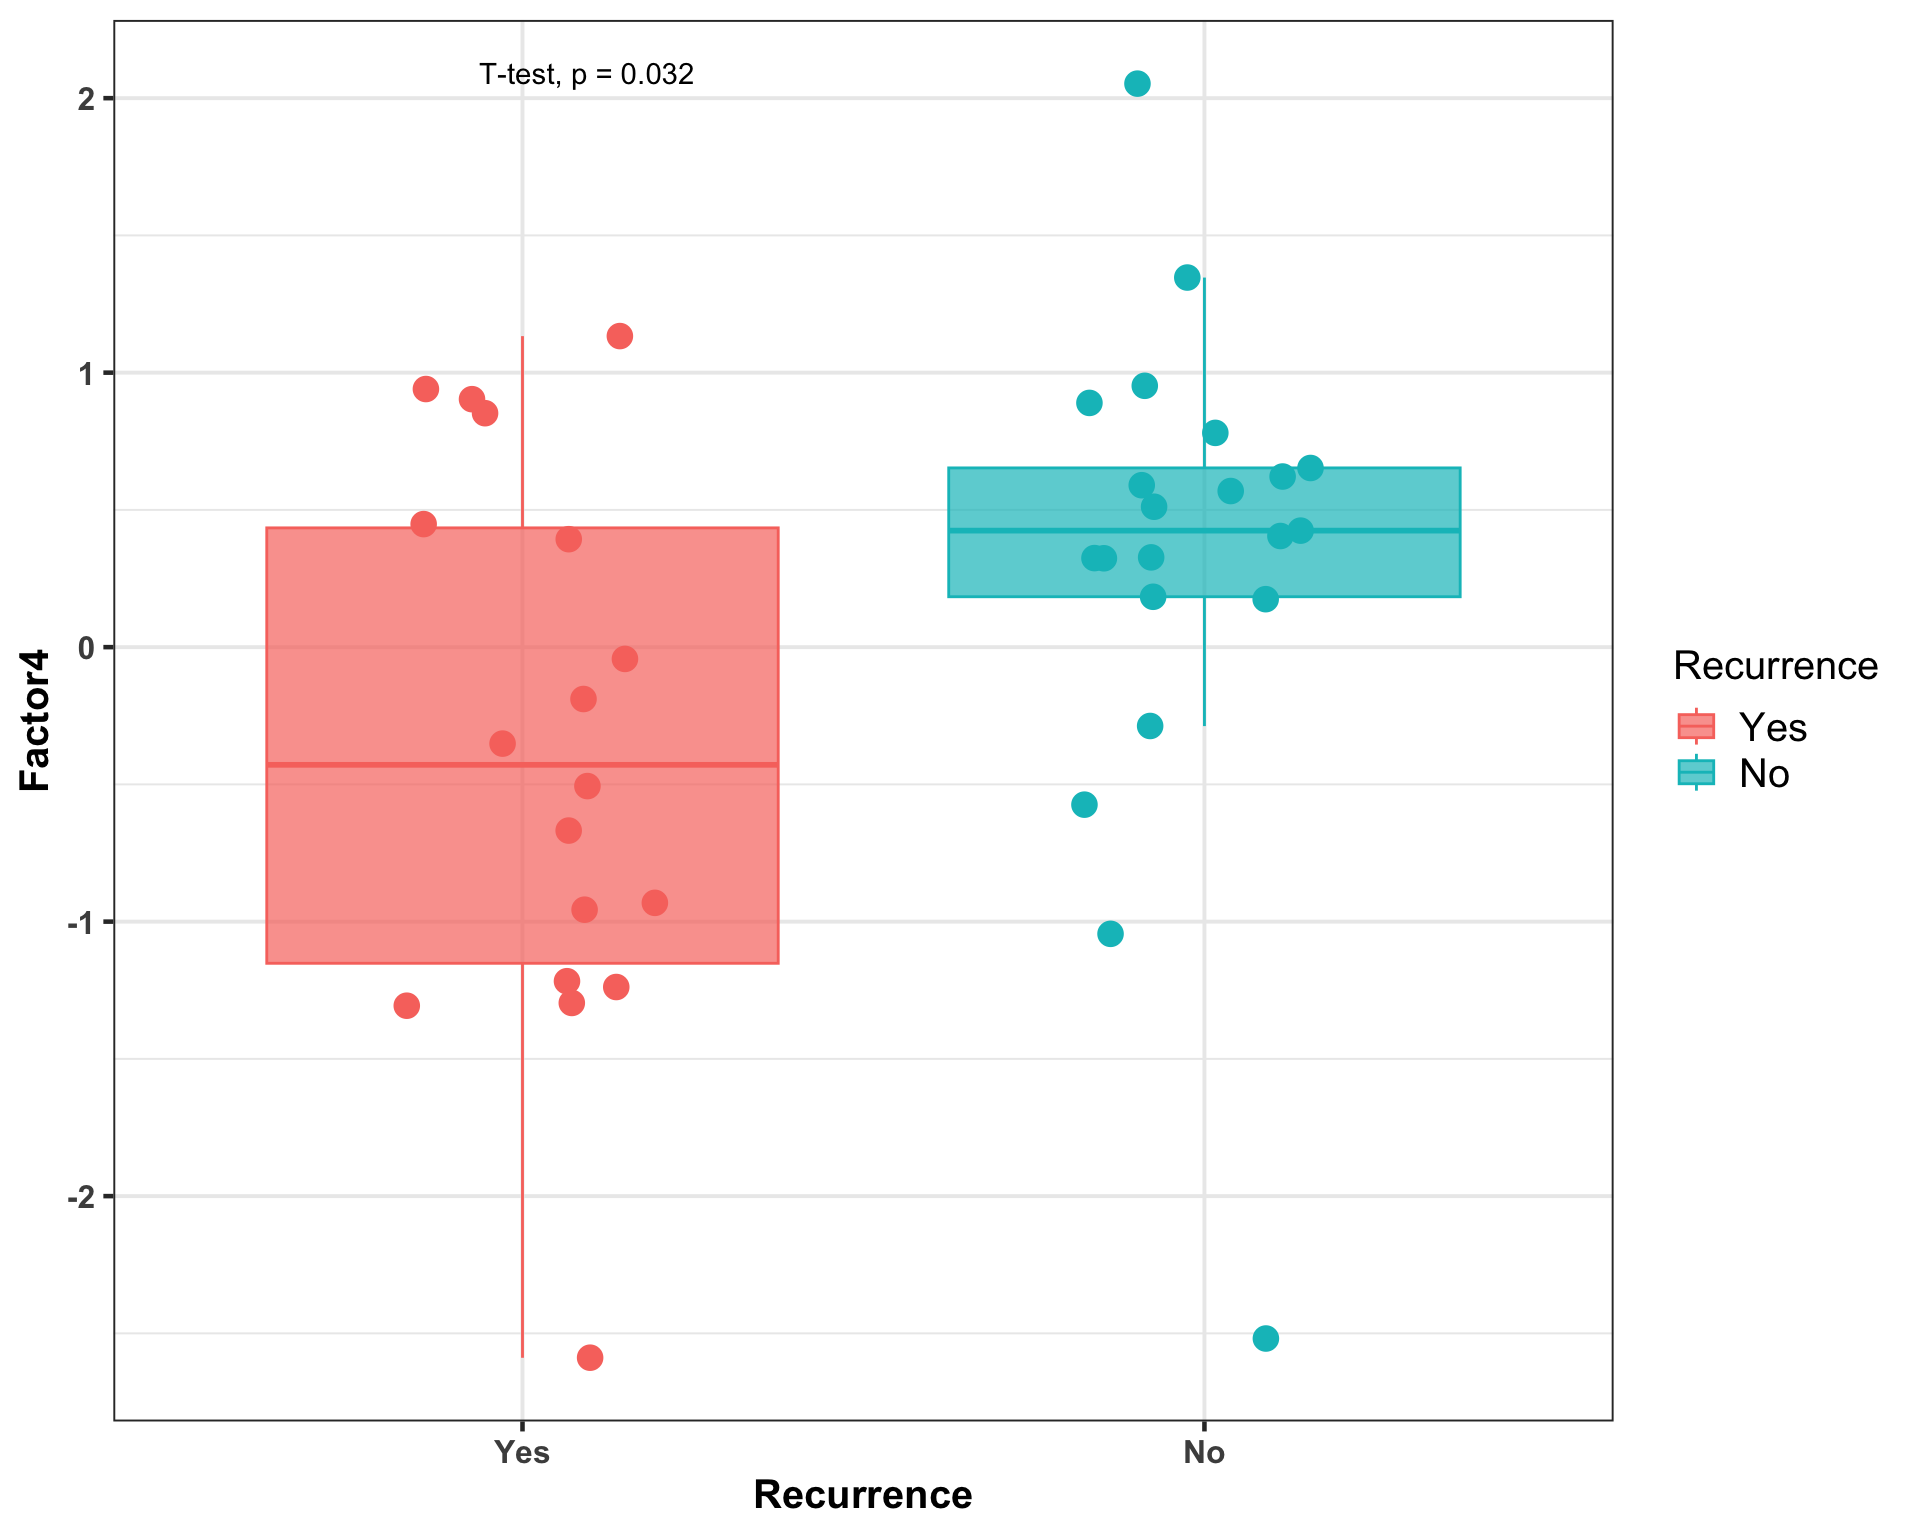 T-test, p = 0.032
2
1
0
-1
-2
Factor4
Yes
No
Recurrence
Recurrence
Yes
No